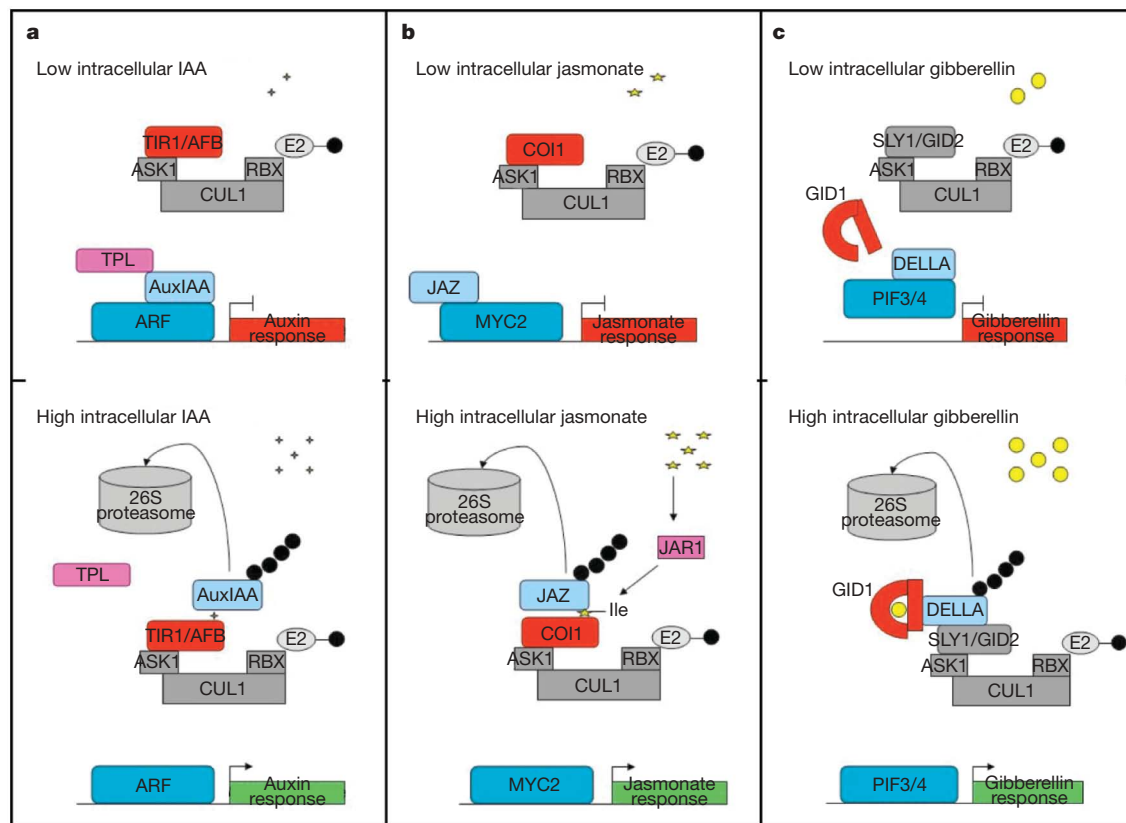 a
Low intracellular IAA
TIR1/AFB
E2
ASK1
RBX
CUL1
TPL
AuxIAA
ARF
Auxin
response
High intracellular IAA
26S
proteasome
TPL
AuxIAA
TIR1/AFB
E2
ASK1
RBX
CUL1
ARF
Auxin
response
b
Low intracellular jasmonate
COI1
E2
ASK1
RBX
CUL1
JAZ
MYC2
Jasmonate
response
High intracellular jasmonate
26S
proteasome
JAR1
JAZ
Ile
COI1
E2
ASK1
RBX
CUL1
MYC2
Jasmonate
response
c
Low intracellular gibberellin
SLY1/GID2
E2
ASK1
RBX
CUL1
GID1
DELLA
PIF3/4
Gibberellin
response
High intracellular gibberellin
26S
proteasome
GID1
DELLA
SLY1/GID2
E2
ASK1
RBX
CUL1
PIF3/4
Gibberellin
response